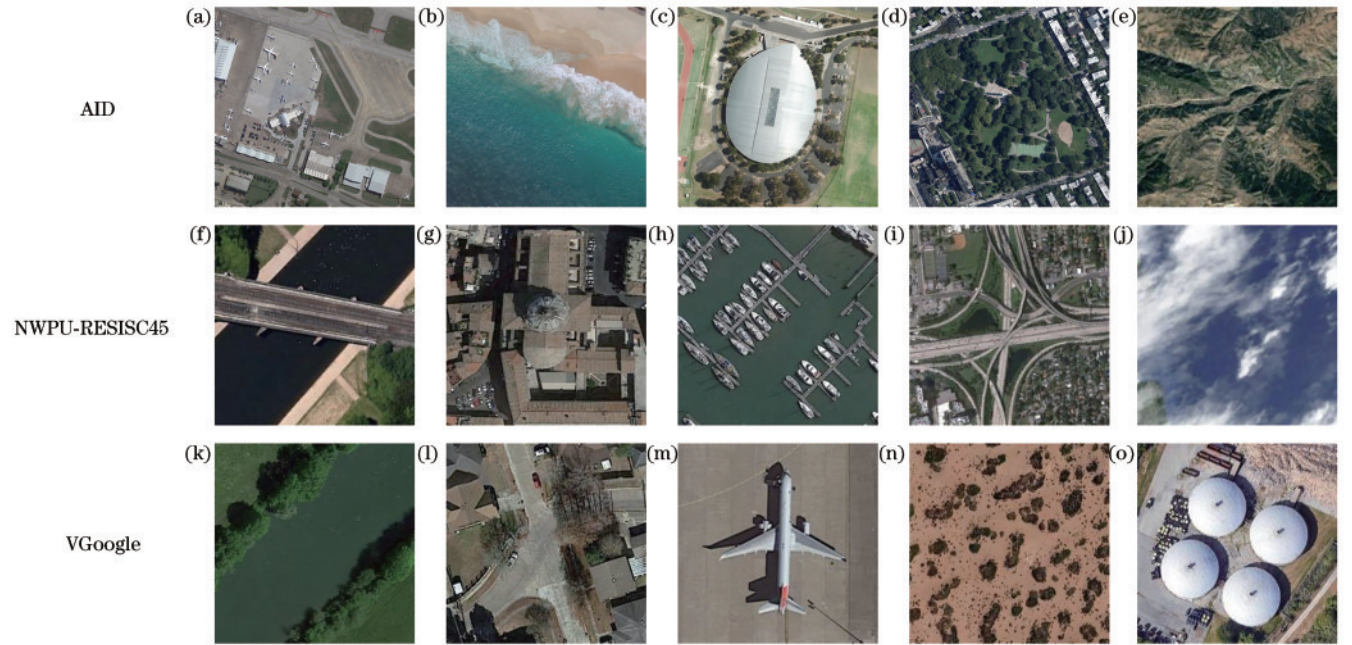 (a) (b) (c) (d) (e)
AID
(f) (g) (h) (i) (j)
NWPU-RESISC45
(k) (l) (m) (n) (o)
VGoogle